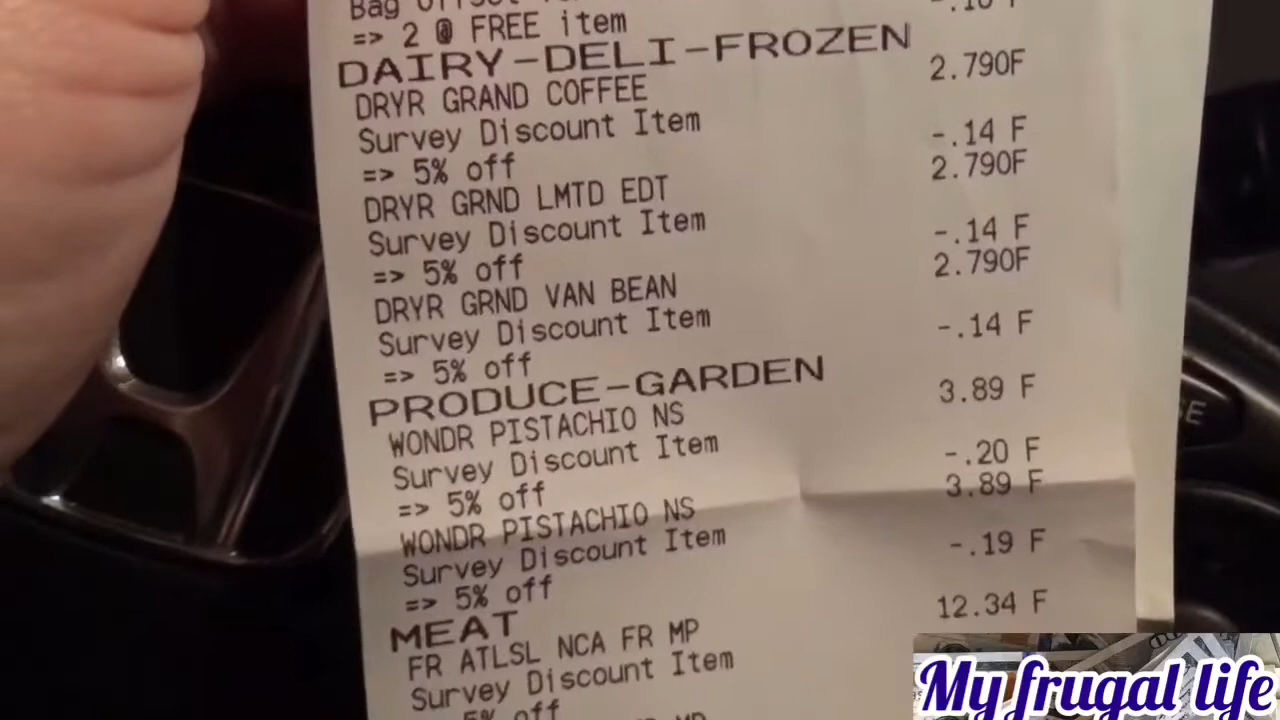 Bag
=> 2 @ FREE item
DAIRY-DELI-FROZEN
DRYR GRAND COFFEE 2.790F
Survey Discount Item
=> 5% off -.14 F
DRYR GRND LMTD EDT 2.790F
Survey Discount Item
=> 5% off -.14 F
DRYR GRND VAN BEAN 2.790F
Survey Discount Item
=> 5% off -.14 F
PRODUCE-GARDEN
WONDR PISTACHIO NS 3.89 F
Survey Discount Item
=> 5% off -.20 F
WONDR PISTACHIO NS 3.89 F
Survey Discount Item
=> 5% off -.19 F
MEAT
FR ATLSL NCA FR MP 12.34 F
Survey Discount Item
5% off
My frugal life